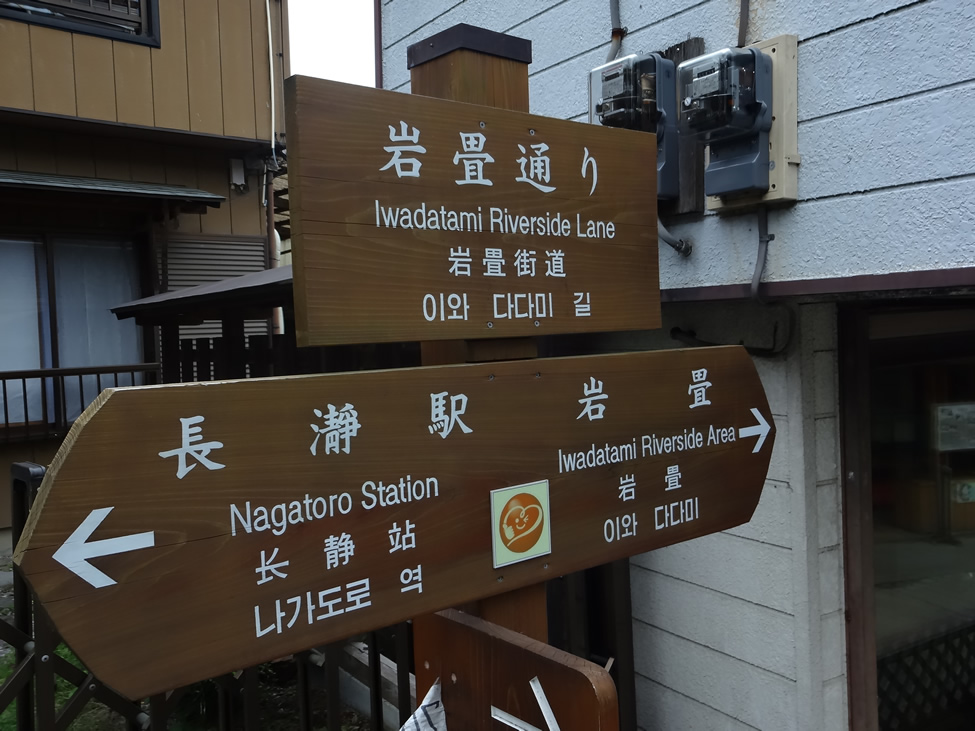 岩畳通り
Iwadatami Riverside Lane
岩畳街道
이와 다다미 길
長瀞駅
Nagatoro Station
长静站
나가도로 역
岩畳
Iwadatami Riverside Area
岩畳
이와 다다미